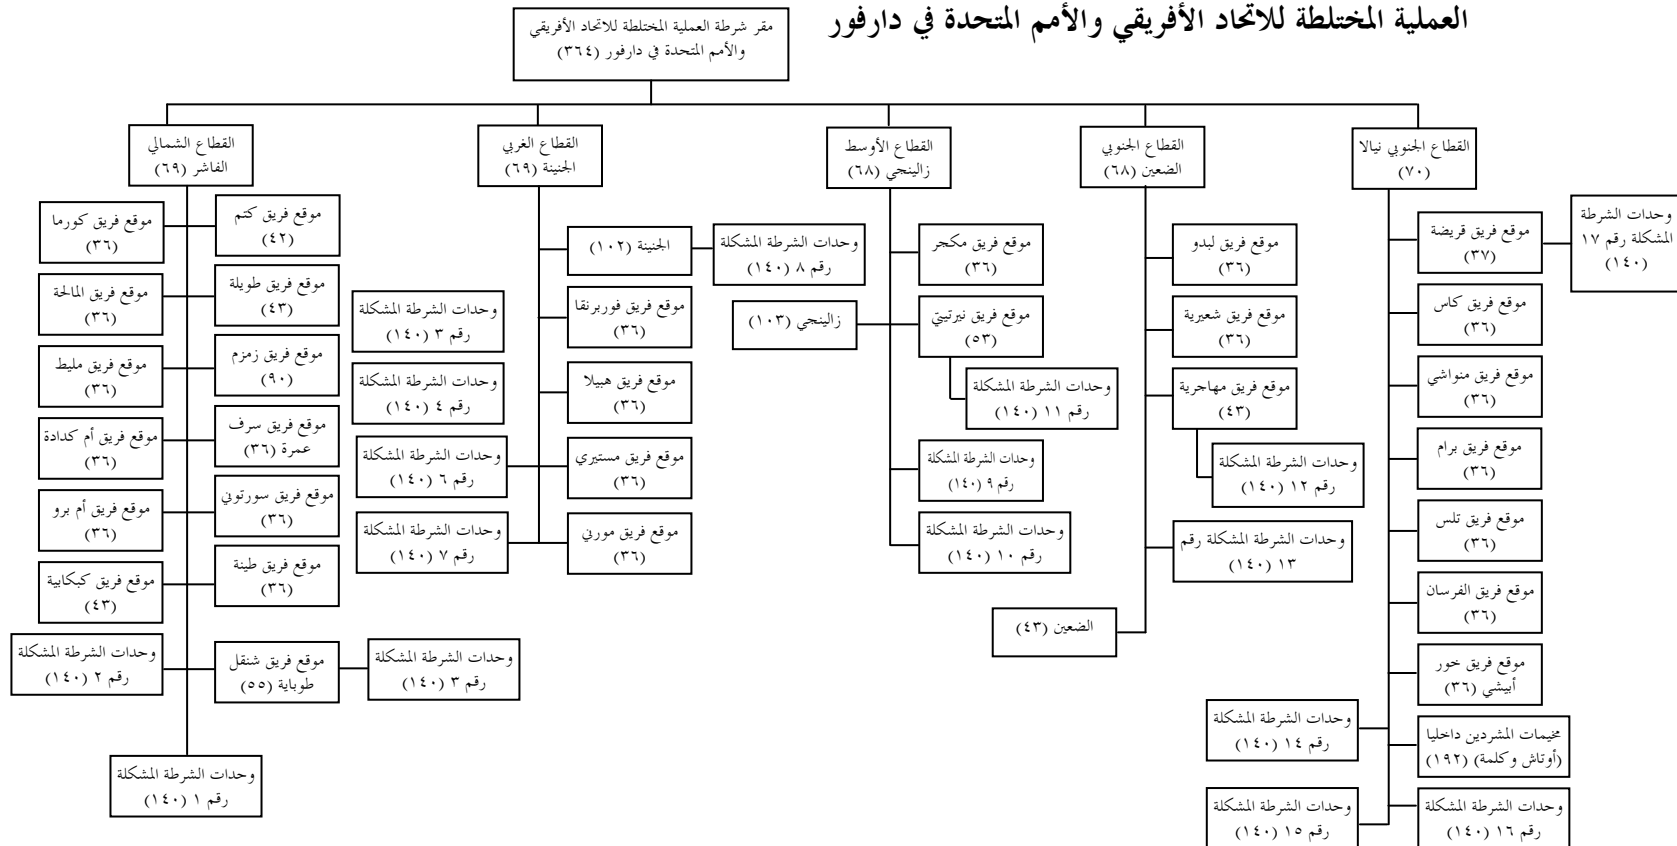 العملية المختلطة للاتحاد الأفريقي والأمم المتحدة في دارفور
مقر شرطة العملية المختلطة للاتحاد الأفريقي
والأمم المتحدة في دارفور (٣٦٤)
القطاع الجنوبي نيالا
(٧٠)
موقع فريق قريضة
(٣٧)
وحدات الشرطة
المشكلة رقم ١٧
(١٤٠)
موقع فريق كاس
(٣٦)
موقع فريق منواشي
(٣٦)
موقع فريق برام
(٣٦)
موقع فريق تلس
(٣٦)
موقع فريق الفرسان
(٣٦)
موقع فريق خور
أبيشي (٣٦)
مخيمات المشردين داخليا
(أوتاش وكلمة) (١٩٢)
وحدات الشرطة المشكلة
رقم ١٤ (١٤٠)
وحدات الشرطة المشكلة
رقم ١٦ (١٤٠)
وحدات الشرطة المشكلة
رقم ١٥ (١٤٠)
القطاع الجنوبي
الضعين (٦٨)
موقع فريق لبدو
(٣٦)
موقع فريق شعيرية
(٣٦)
موقع فريق مهاجرية
(٤٣)
وحدات الشرطة المشكلة
رقم ١٢ (١٤٠)
وحدات الشرطة المشكلة رقم
١٣ (١٤٠)
الضعين (٤٣)
القطاع الأوسط
زالينجي (٦٨)
موقع فريق مكجر
(٣٦)
موقع فريق نيرتيتي
(٥٣)
زالينجي (١٠٣)
وحدات الشرطة المشكلة
رقم ١١ (١٤٠)
وحدات الشرطة المشكلة
رقم ٩ (١٤٠)
وحدات الشرطة المشكلة
رقم ١٠ (١٤٠)
القطاع الغربي
الجنينة (٦٩)
الجنينة (١٠٢)
وحدات الشرطة المشكلة
رقم ٨ (١٤٠)
موقع فريق فوربرنقا
(٣٦)
وحدات الشرطة المشكلة
رقم ٣ (١٤٠)
موقع فريق هبيلا
(٣٦)
وحدات الشرطة المشكلة
رقم ٤ (١٤٠)
موقع فريق مستيري
(٣٦)
وحدات الشرطة المشكلة
رقم ٦ (١٤٠)
موقع فريق مورني
(٣٦)
وحدات الشرطة المشكلة
رقم ٧ (١٤٠)
القطاع الشمالي
الفاشر (٦٩)
موقع فريق كتم
(٤٢)
موقع فريق كورما
(٣٦)
موقع فريق طويلة
(٤٣)
موقع فريق المالحة
(٣٦)
موقع فريق زمزم
(٩٠)
موقع فريق مليط
(٣٦)
موقع فريق سرف
عمرة (٣٦)
موقع فريق أم كدادة
(٣٦)
موقع فريق سورتوني
(٣٦)
موقع فريق أم برو
(٣٦)
موقع فريق طينة
(٣٦)
موقع فريق كبكابية
(٤٣)
وحدات الشرطة المشكلة
رقم ٣ (١٤٠)
موقع فريق شنقل
طوباية (٥٥)
وحدات الشرطة المشكلة
رقم ٢ (١٤٠)
وحدات الشرطة المشكلة
رقم ١ (١٤٠)